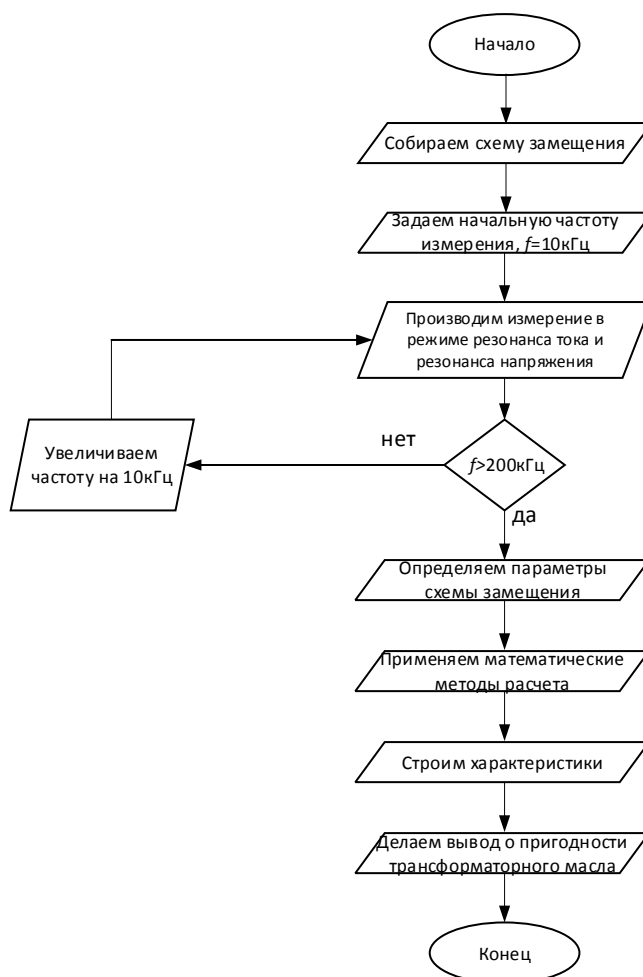 Начало
Собираем схему замещения
Задаем начальную частоту
измерения, f=10кГц
Производим измерение в
режиме резонанса тока и
резонанса напряжения
Увеличиваем
частоту на 10кГц
нет
f>200кГц
да
Определяем параметры
схемы замещения
Применяем математические
методы расчета
Строим характеристики
Делаем вывод о пригодности
трансформаторного масла
Конец